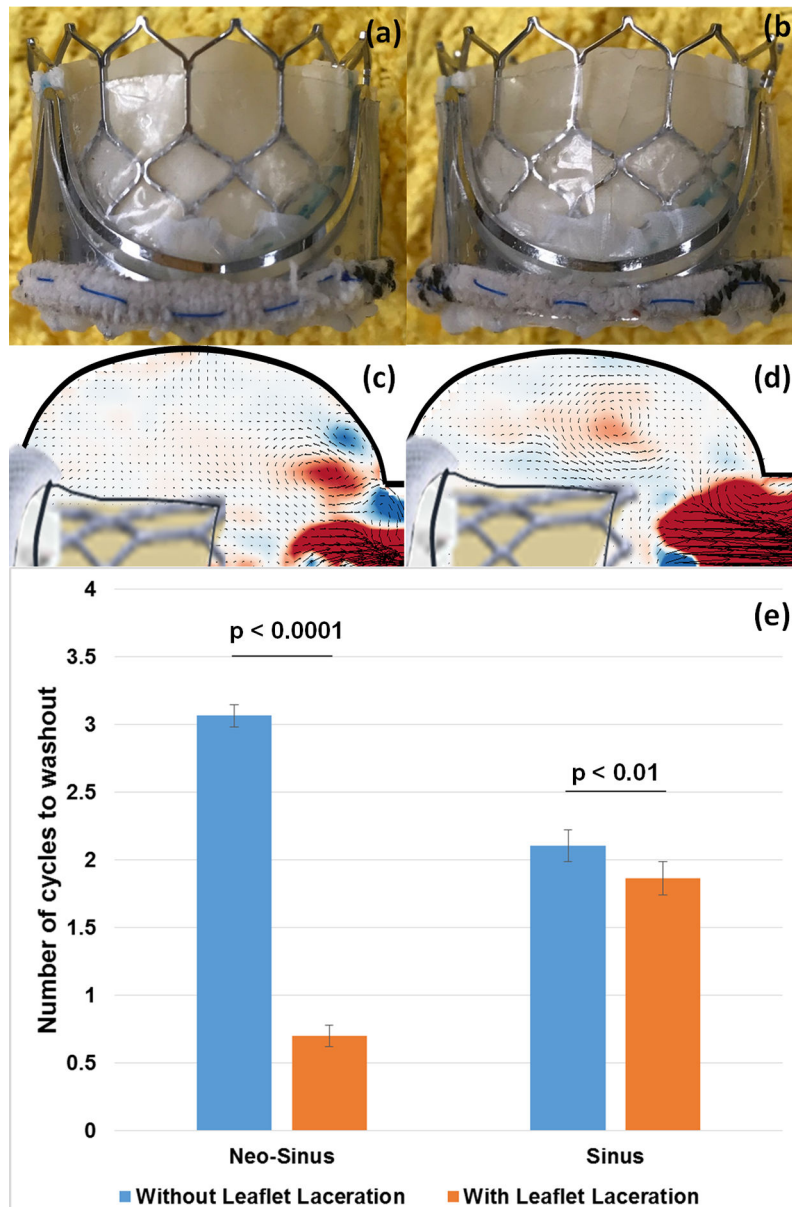 (a)
(b)
(c)
(d)
(e)
4
p < 0.0001
3.5
3
p < 0.01
2.5
2
1.5
1
0.5
0
Number of cycles to washout
Neo-Sinus
Sinus
Without Leaflet Laceration
With Leaflet Laceration